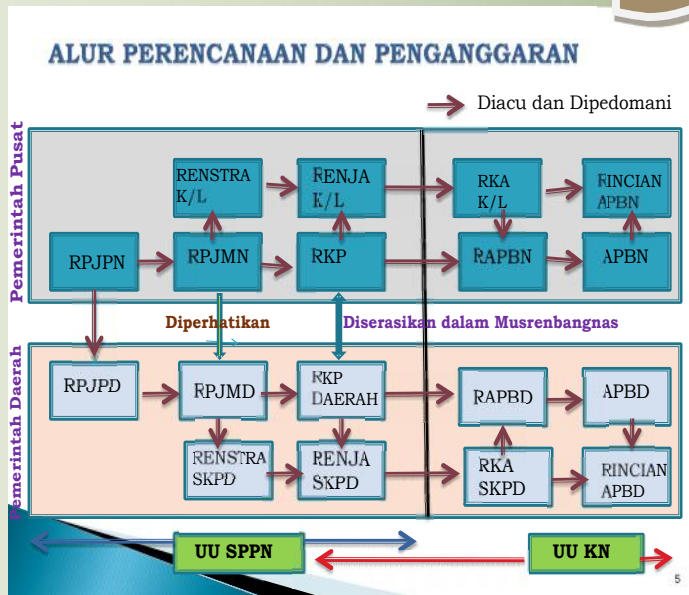 ALUR PERENCANAAN DAN PENGANGGARAN
Diacu dan Dipedomani
Pemerintah Pusat
RENSTRA
K/L
RENJA
K/L
RKA
K/L
RINCIAN
APBN
RPJPN
RPJMN
RKP
RAPBN
APBN
Diperhatikan
Diserasikan dalam Musrenbangnas
Pemerintah Daerah
RPJPD
RPJMD
RKP
DAERAH
RAPBD
APBD
RENSTRA
SKPD
RENJA
SKPD
RKA
SKPD
RINCIAN
APBD
UU SPPN
UU KN
5